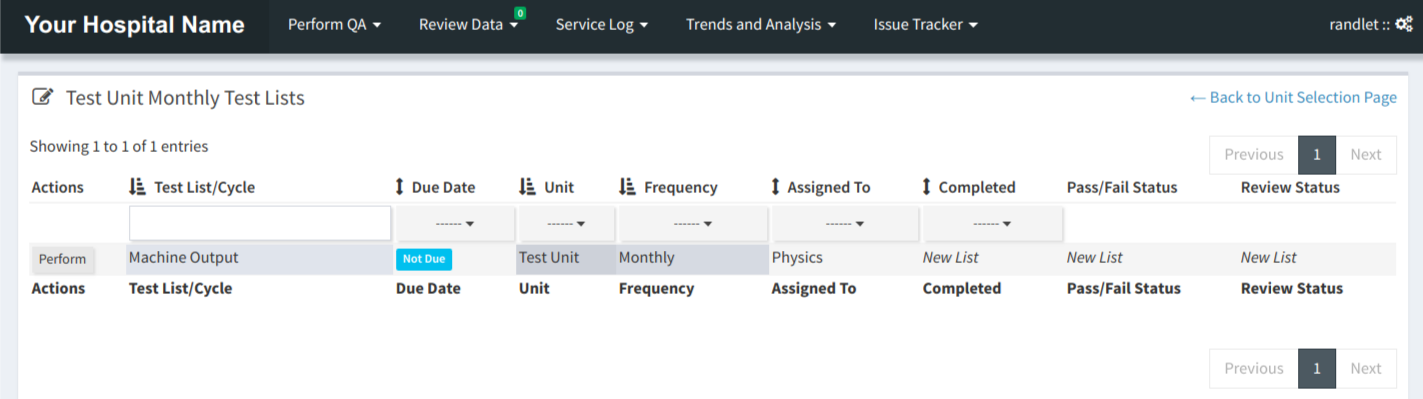 Your Hospital Name Perform QA Review Data 0 Service Log Trends and Analysis Issue Tracker randlet ::
Test Unit Monthly Test Lists ← Back to Unit Selection Page
Showing 1 to 1 of 1 entries
Previous 1 Next
Actions Test List/Cycle Due Date Unit Frequency Assigned To Completed Pass/Fail Status Review Status
------ ------ ------ ------ ------
Perform Machine Output Not Due Test Unit Monthly Physics New List New List New List
Actions Test List/Cycle Due Date Unit Frequency Assigned To Completed Pass/Fail Status Review Status
Previous 1 Next